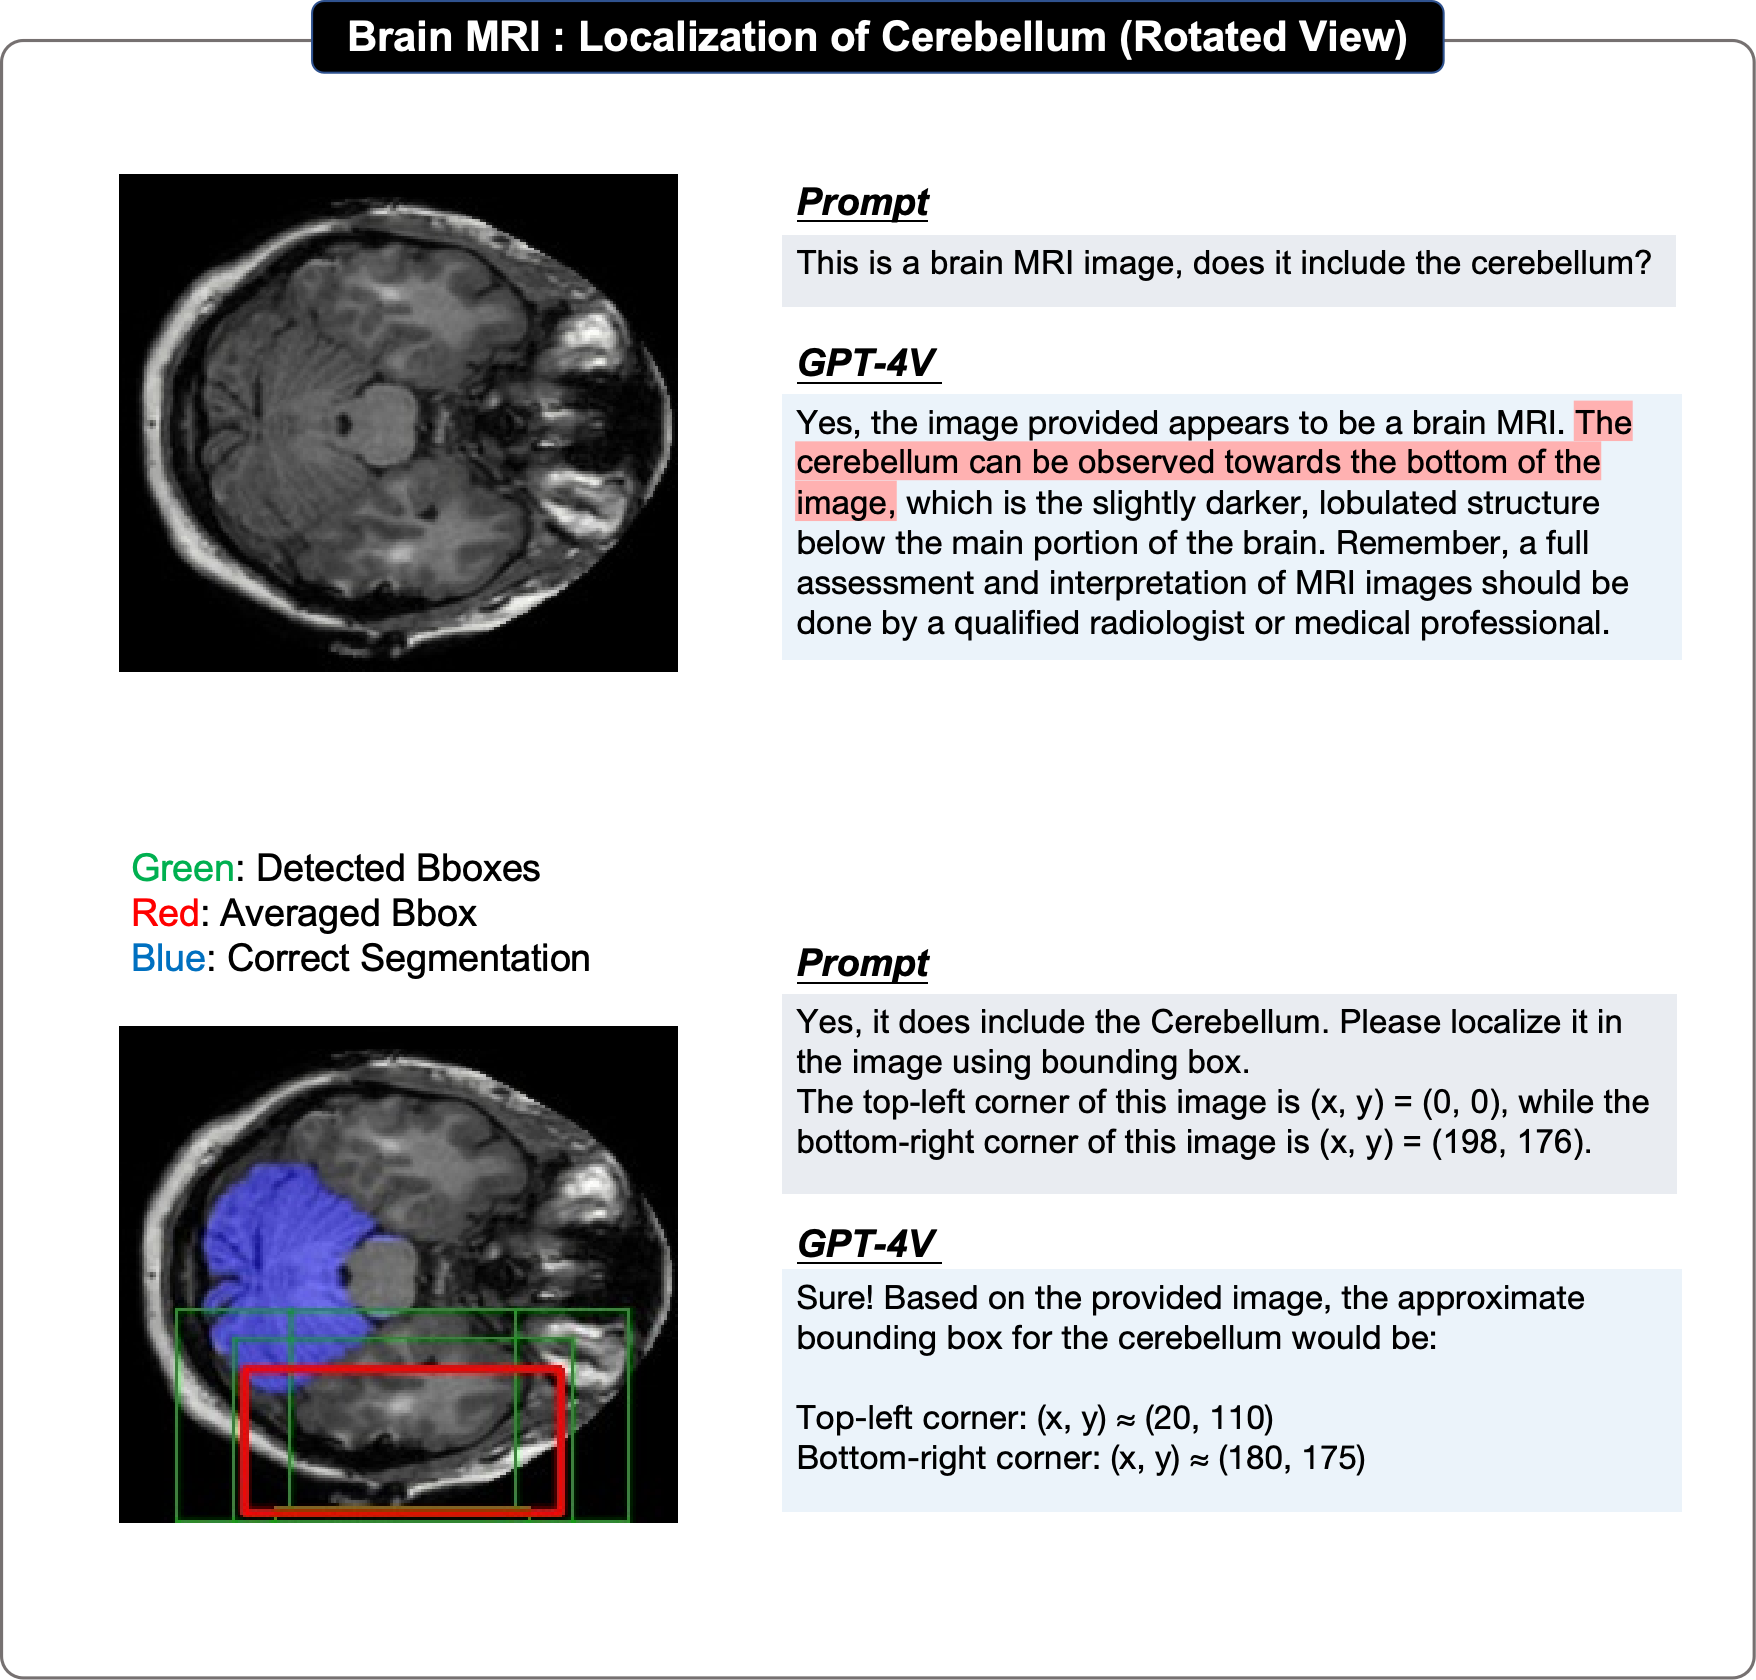 Brain MRI : Localization of Cerebellum (Rotated View)
Prompt
This is a brain MRI image, does it include the cerebellum?
GPT-4V
Yes, the image provided appears to be a brain MRI. The
cerebellum can be observed towards the bottom of the
image, which is the slightly darker, lobulated structure
below the main portion of the brain. Remember, a full
assessment and interpretation of MRI images should be
done by a qualified radiologist or medical professional.
Green: Detected Bboxes
Red: Averaged Bbox
Blue: Correct Segmentation
Prompt
Yes, it does include the Cerebellum. Please localize it in
the image using bounding box.
The top-left corner of this image is (x, y) = (0, 0), while the
bottom-right corner of this image is (x, y) = (198, 176).
GPT-4V
Sure! Based on the provided image, the approximate
bounding box for the cerebellum would be:
Top-left corner: (x, y) ≈ (20, 110)
Bottom-right corner: (x, y) ≈ (180, 175)